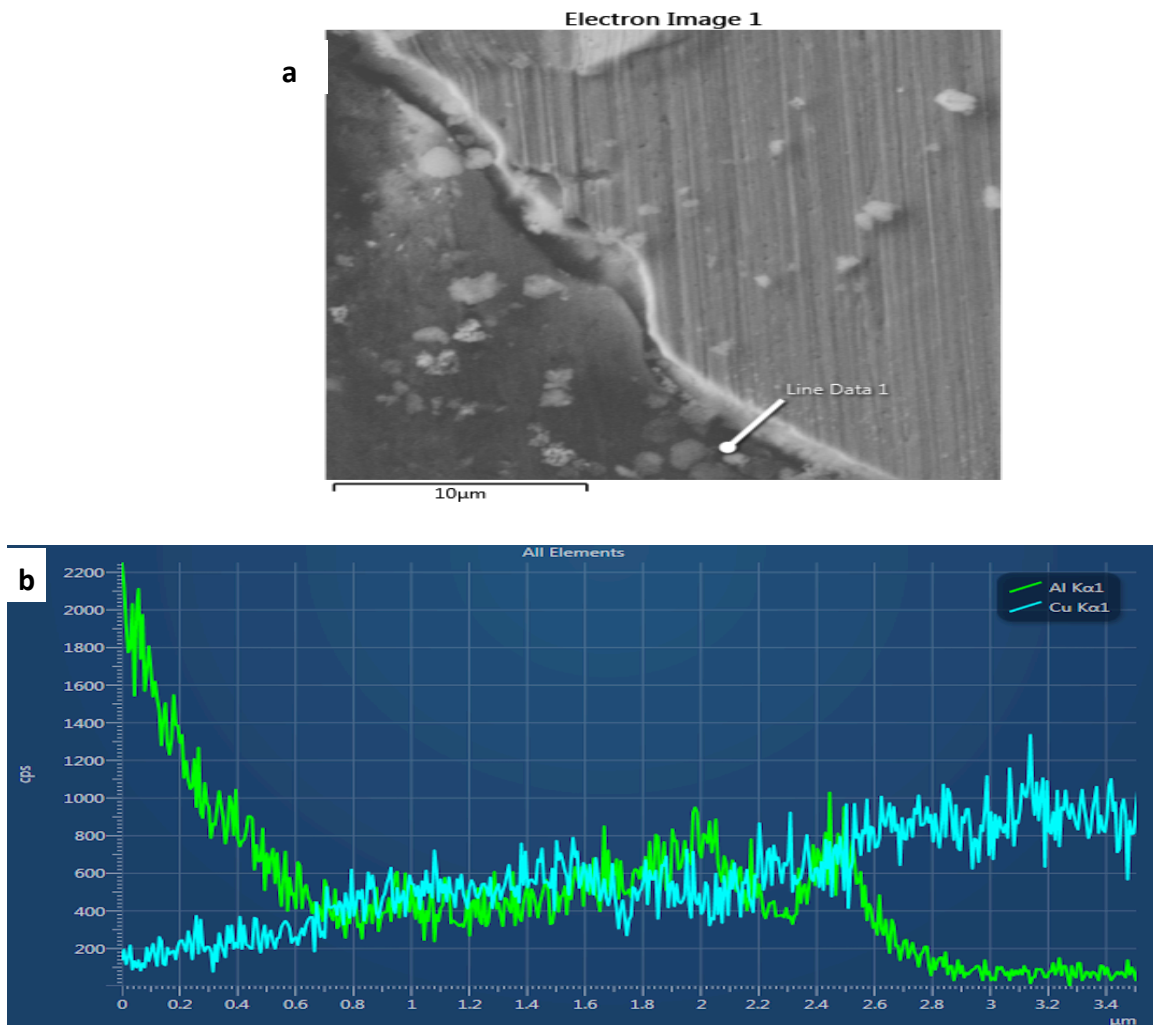 Electron Image 1
a
Line Data 1
10µm
b
All Elements
Al Kα1
Cu Kα1
cps
2200
2000
1800
1600
1400
1200
1000
800
600
400
200
0 0.2 0.4 0.6 0.8 1 1.2 1.4 1.6 1.8 2 2.2 2.4 2.6 2.8 3 3.2 3.4
µm